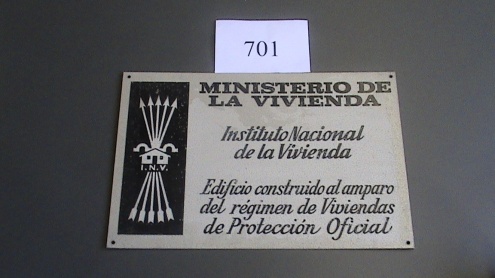 701
MINISTERIO DE
LA VIVIENDA
Instituto Nacional
de la Vivienda
I.N.V.
Edificio construido al amparo
del régimen de Viviendas
de Protección Oficial